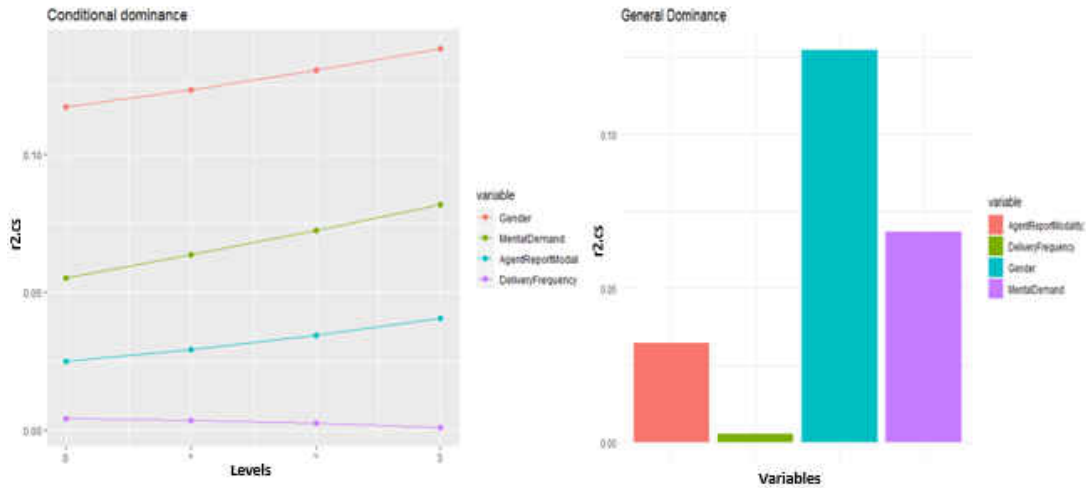 Conditional dominance
r2.cs
0.10
0.05
0.00
0
Levels
variable
Gender
MentalDemand
AgentReportModal
DeliveryFrequency
General Dominance
r2.cs
0.10
0.05
0.00
Variables
variable
AgentReportModality
DeliveryFrequency
Gender
MentalDemand